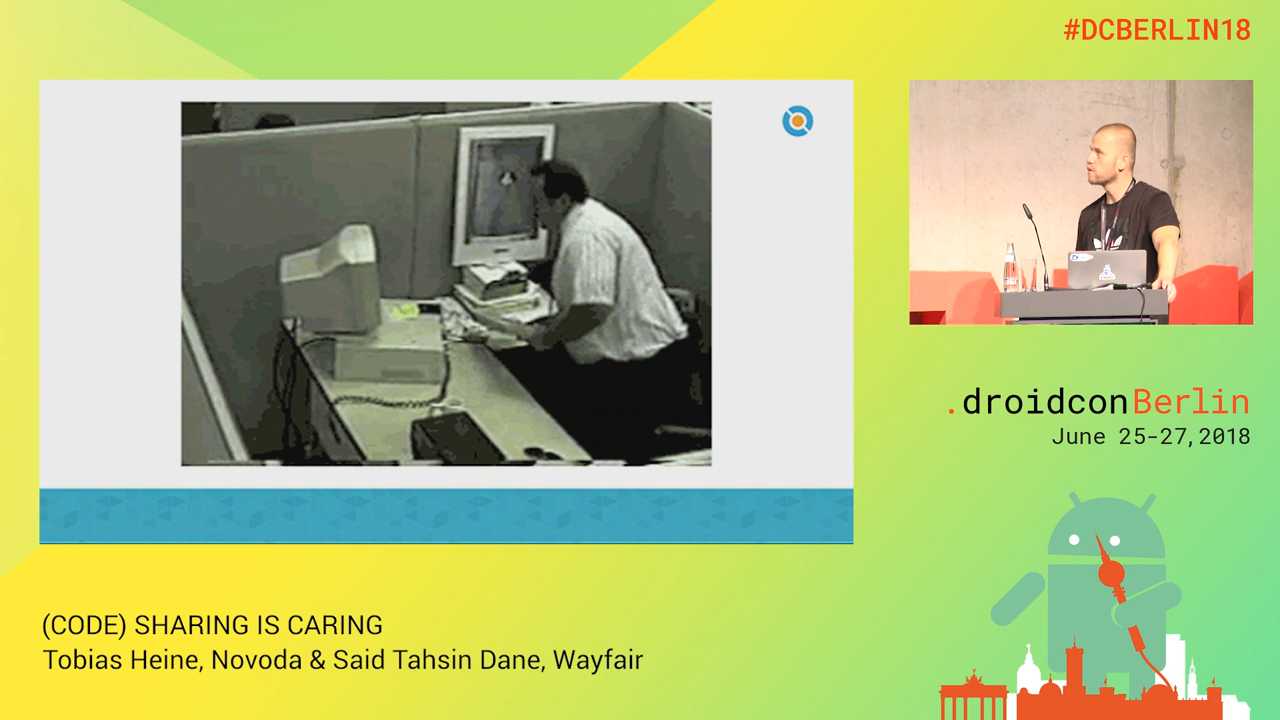 #DCBERLIN18
.droidconBerlin
June 25-27, 2018
(CODE) SHARING IS CARING
Tobias Heine, Novoda & Said Tahsin Dane, Wayfair